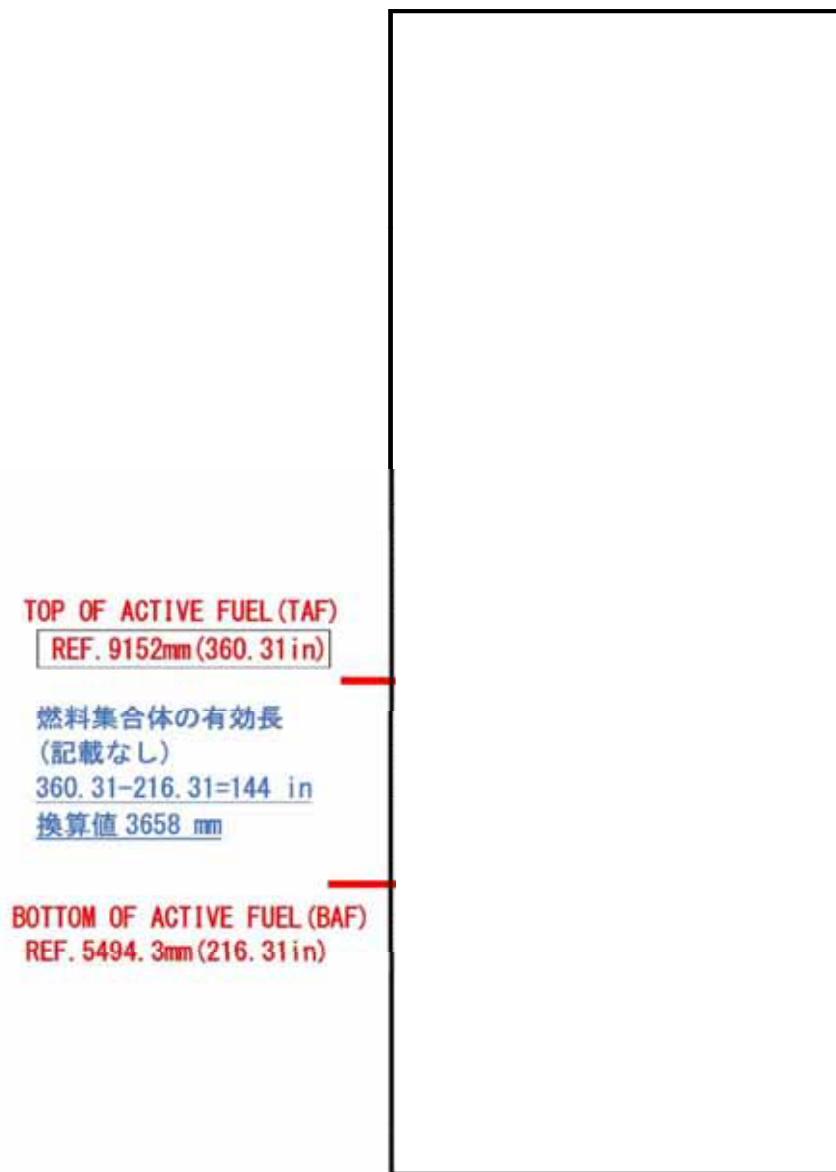 TOP OF ACTIVE FUEL(TAF)
REF. 9152mm(360.31in)
燃料集合体の有効長
(記載なし)
360.31-216.31=144 in
換算値 3658 mm
BOTTOM OF ACTIVE FUEL(BAF)
REF. 5494.3mm(216.31in)